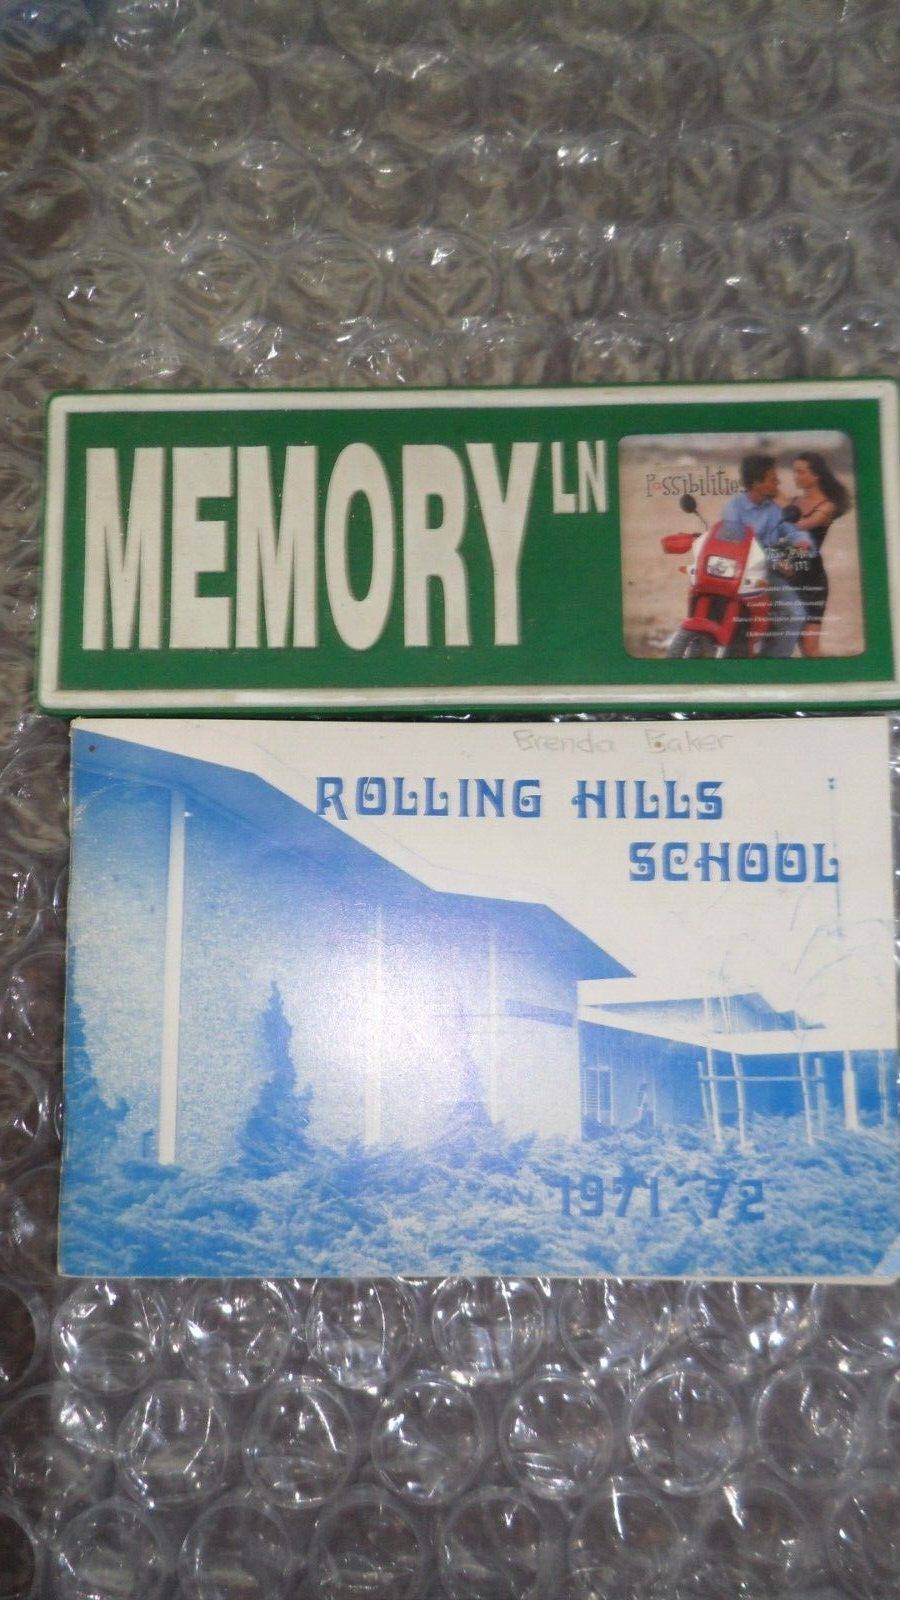 MEMORY LN
Possibilities
Brenda Baker
ROLLING HILLS
SCHOOL
1971-72